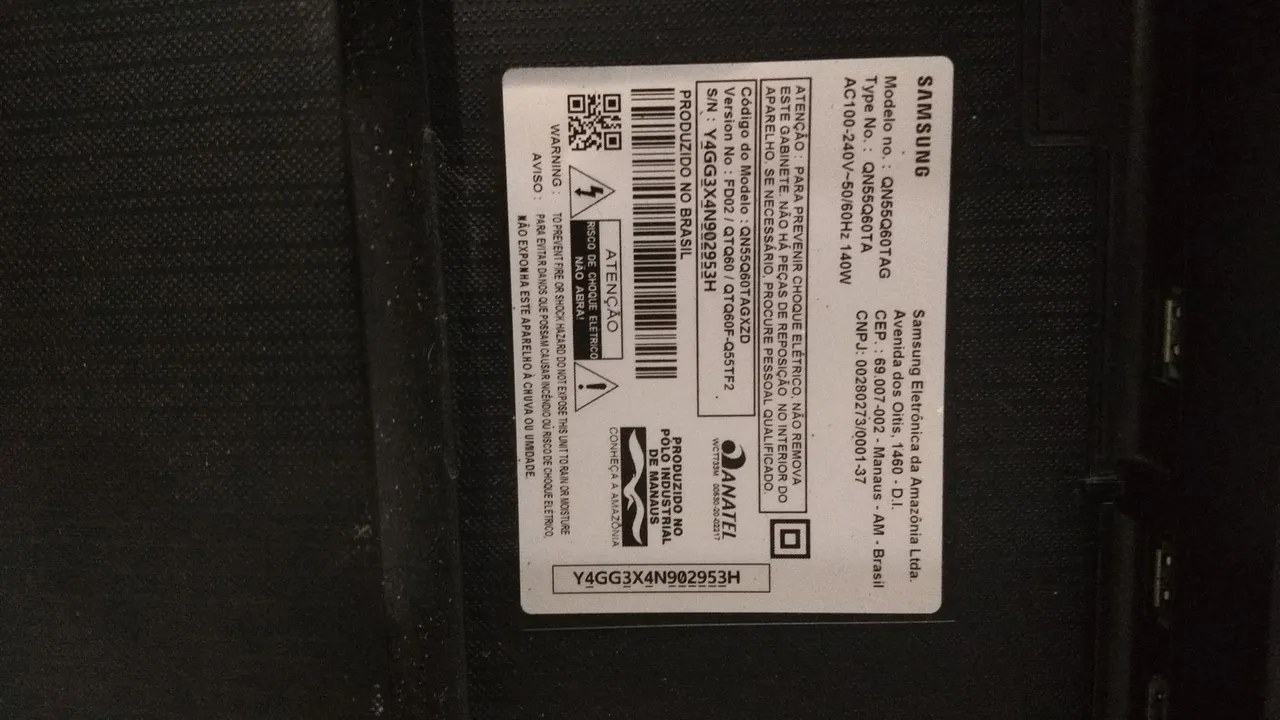 SAMSUNG
Modelo no. : QN55Q60TAG
Type No. : QN55Q60TA
AC100-240V~50/60Hz 140W
Samsung Eletrônica da Amazônia Ltda.
Avenida dos Oitis, 1460 - D.I.
CEP. : 69.007-002 - Manaus - AM - Brasil
CNPJ: 00280273/0001-37
ATENÇÃO : PARA PREVENIR CHOQUE ELÉTRICO, NÃO REMOVA
ESTE GABINETE. NÃO HÁ PEÇAS DE REPOSIÇÃO NO INTERIOR DO
APARELHO, SE NECESSÁRIO, PROCURE PESSOAL QUALIFICADO.
Código do Modelo : QN55Q60TAGXZD
Version No : FD02 / QTQ60 / QTQ60F-Q55TF2
S/N : Y4GG3X4N902953H
ANATEL
WCT733M 00630-20-02217
PRODUZIDO NO BRASIL
PRODUZIDO NO
PÓLO INDUSTRIAL
DE MANAUS
CONHEÇA A AMAZÔNIA
ATENÇÃO
RISCO DE CHOQUE ELÉTRICO
NÃO ABRA!
WARNING : TO PREVENT FIRE OR SHOCK HAZARD DO NOT EXPOSE THIS UNIT TO RAIN OR MOISTURE
AVISO : PARA EVITAR DANOS QUE POSSAM CAUSAR INCÊNDIO OU RISCO DE CHOQUE ELÉTRICO,
NÃO EXPONHA ESTE APARELHO À CHUVA OU UMIDADE.
Y4GG3X4N902953H